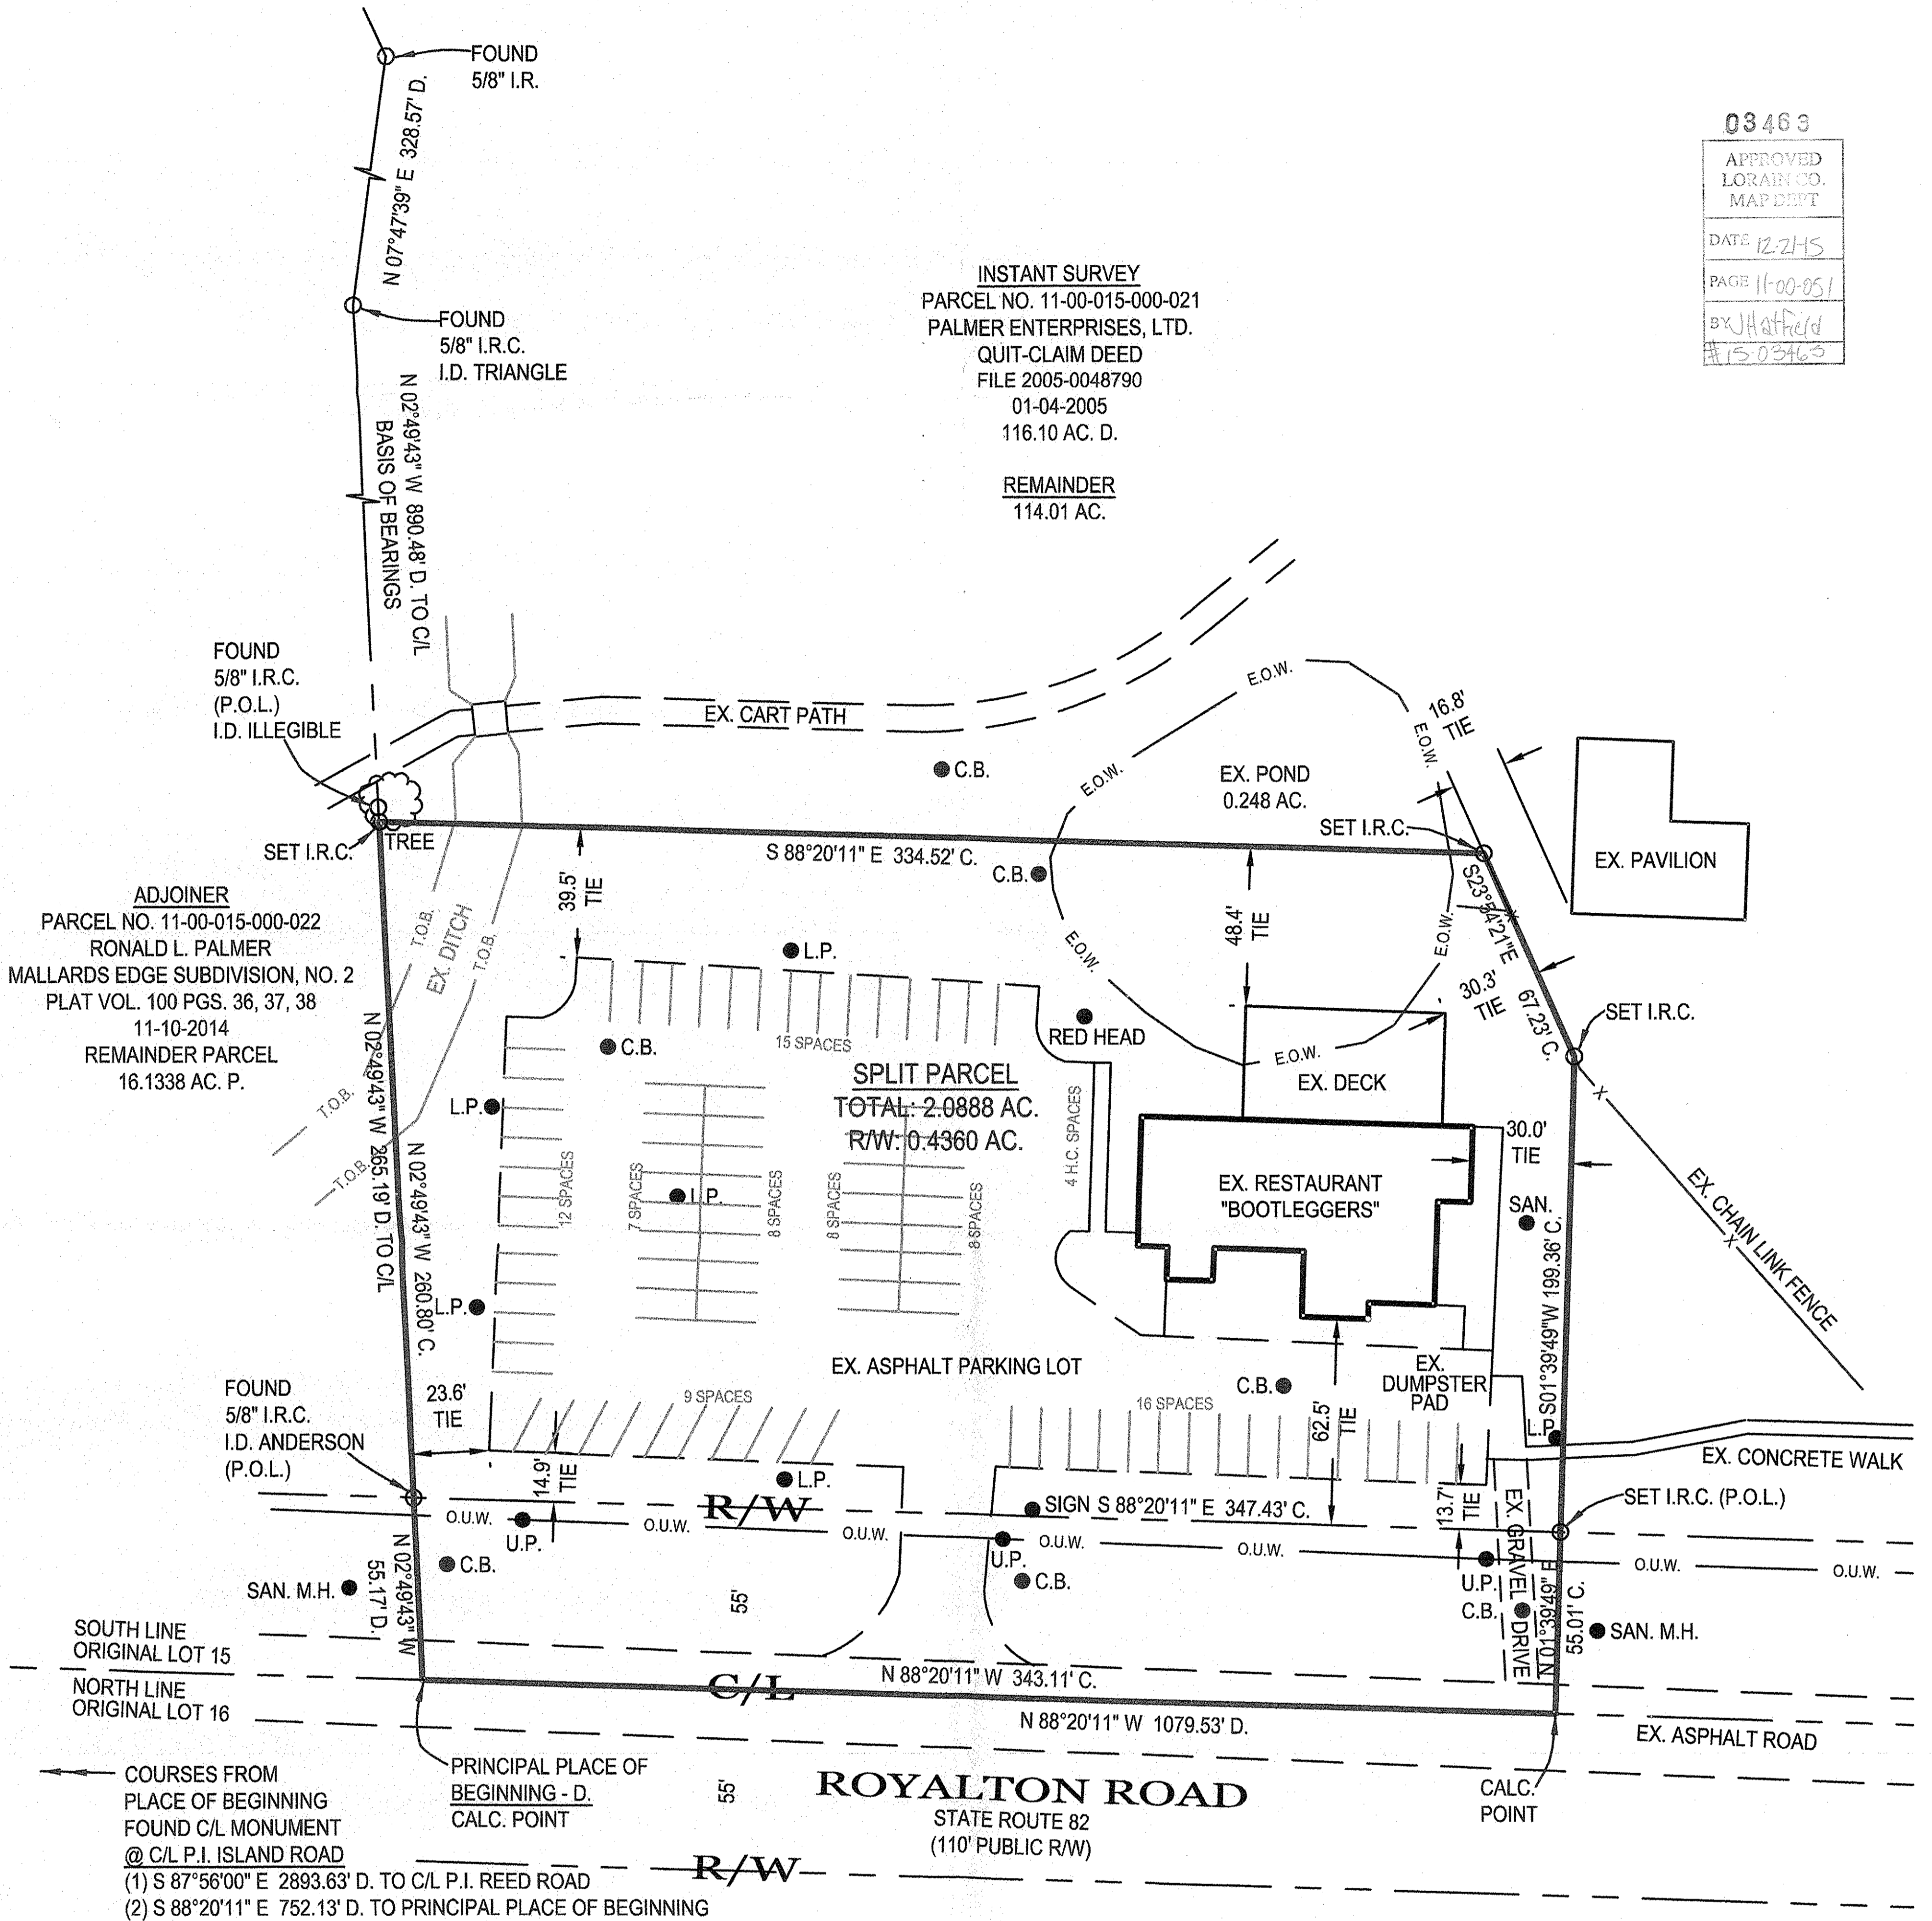 FOUND
5/8" I.R.
N 07°47'39" E 328.57' D.
03463
APPROVED
LORAIN CO.
MAP DEPT
DATE 12-21-15
PAGE 11-00-051
BY JHatfield
#15-03463
FOUND
5/8" I.R.C.
I.D. TRIANGLE
INSTANT SURVEY
PARCEL NO. 11-00-015-000-021
PALMER ENTERPRISES, LTD.
QUIT-CLAIM DEED
FILE 2005-0048790
01-04-2005
116.10 AC. D.
REMAINDER
114.01 AC.
N 02°49'43" W 890.48' D. TO C/L
BASIS OF BEARINGS
FOUND
5/8" I.R.C.
(P.O.L.)
I.D. ILLEGIBLE
EX. CART PATH
C.B.
E.O.W.
E.O.W.
E.O.W.
16.8'
TIE
EX. POND
0.248 AC.
SET I.R.C.
EX. PAVILION
SET I.R.C.
TREE
S 88°20'11" E 334.52' C.
C.B.
39.5'
TIE
48.4'
TIE
E.O.W.
E.O.W.
E.O.W.
S23°54'21"E
67.23' C.
30.3'
TIE
SET I.R.C.
ADJOINER
PARCEL NO. 11-00-015-000-022
RONALD L. PALMER
MALLARDS EDGE SUBDIVISION, NO. 2
PLAT VOL. 100 PGS. 36, 37, 38
11-10-2014
REMAINDER PARCEL
16.1338 AC. P.
T.O.B.
EX. DITCH
T.O.B.
T.O.B.
T.O.B.
L.P.
C.B.
15 SPACES
RED HEAD
SPLIT PARCEL
TOTAL: 2.0888 AC.
R/W: 0.4360 AC.
EX. DECK
L.P.
N 02°49'43" W 265.19' D. TO C/L
N 02°49'43" W 260.80' C.
12 SPACES
7 SPACES
L.P.
8 SPACES
8 SPACES
8 SPACES
4 H.C. SPACES
EX. RESTAURANT
"BOOTLEGGERS"
30.0'
TIE
SAN.
S01°39'49"W 199.36' C.
EX. CHAIN LINK FENCE
X
X
L.P.
EX. ASPHALT PARKING LOT
C.B.
EX.
DUMPSTER
PAD
FOUND
5/8" I.R.C.
I.D. ANDERSON
(P.O.L.)
23.6'
TIE
9 SPACES
16 SPACES
62.5'
TIE
L.P.
EX. CONCRETE WALK
14.9'
TIE
L.P.
R/W
SIGN S 88°20'11" E 347.43' C.
13.7'
TIE
SET I.R.C. (P.O.L.)
O.U.W.
U.P.
O.U.W.
O.U.W.
U.P.
O.U.W.
O.U.W.
U.P.
O.U.W.
O.U.W.
N 02°49'43" W
55.17' D.
C.B.
C.B.
C.B.
EX. GRAVEL DRIVE
N 01°39'49" E
55.01' C.
SAN. M.H.
SAN. M.H.
55'
SOUTH LINE
ORIGINAL LOT 15
NORTH LINE
ORIGINAL LOT 16
C/L
N 88°20'11" W 343.11' C.
N 88°20'11" W 1079.53' D.
EX. ASPHALT ROAD
PRINCIPAL PLACE OF
BEGINNING - D.
CALC. POINT
55'
ROYALTON ROAD
STATE ROUTE 82
(110' PUBLIC R/W)
CALC.
POINT
COURSES FROM
PLACE OF BEGINNING
FOUND C/L MONUMENT
@ C/L P.I. ISLAND ROAD
R/W
(1) S 87°56'00" E 2893.63' D. TO C/L P.I. REED ROAD
(2) S 88°20'11" E 752.13' D. TO PRINCIPAL PLACE OF BEGINNING